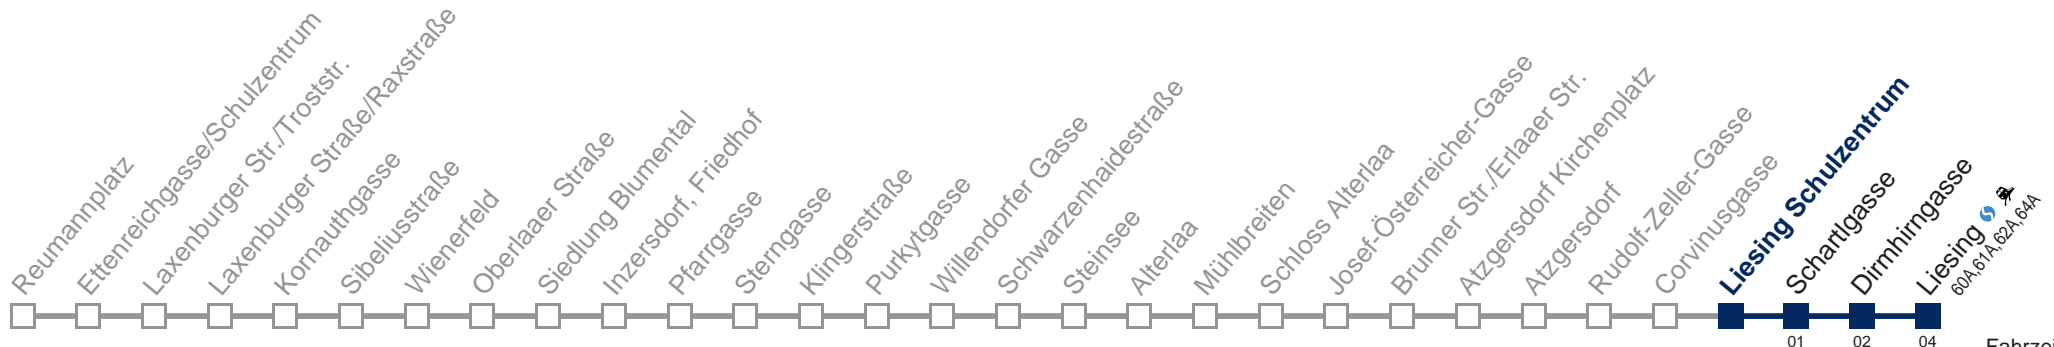 Reumannplatz
Ettenreichgasse/Schulzentrum
Laxenburger Str./Troststr.
Laxenburger Straße/Raxstraße
Kornauthgasse
Sibeliusstraße
Wienerfeld
Oberlaaer Straße
Siedlung Blumental
Inzersdorf, Friedhof
Pfarrgasse
Sterngasse
Klingerstraße
Purkytgasse
Willendorfer Gasse
Schwarzenhaidestraße
Steinsee
Alterlaa
Mühlbreiten
Schloss Alterlaa
Josef-Österreicher-Gasse
Brunner Str./Erlaaer Str.
Atzgersdorf Kirchenplatz
Atzgersdorf
Rudolf-Zeller-Gasse
Corvinusgasse
Liesing Schulzentrum
Schartlgasse
Dirmhirngasse
Liesing
60A,61A,62A,64A
01
02
04
Fahrzei